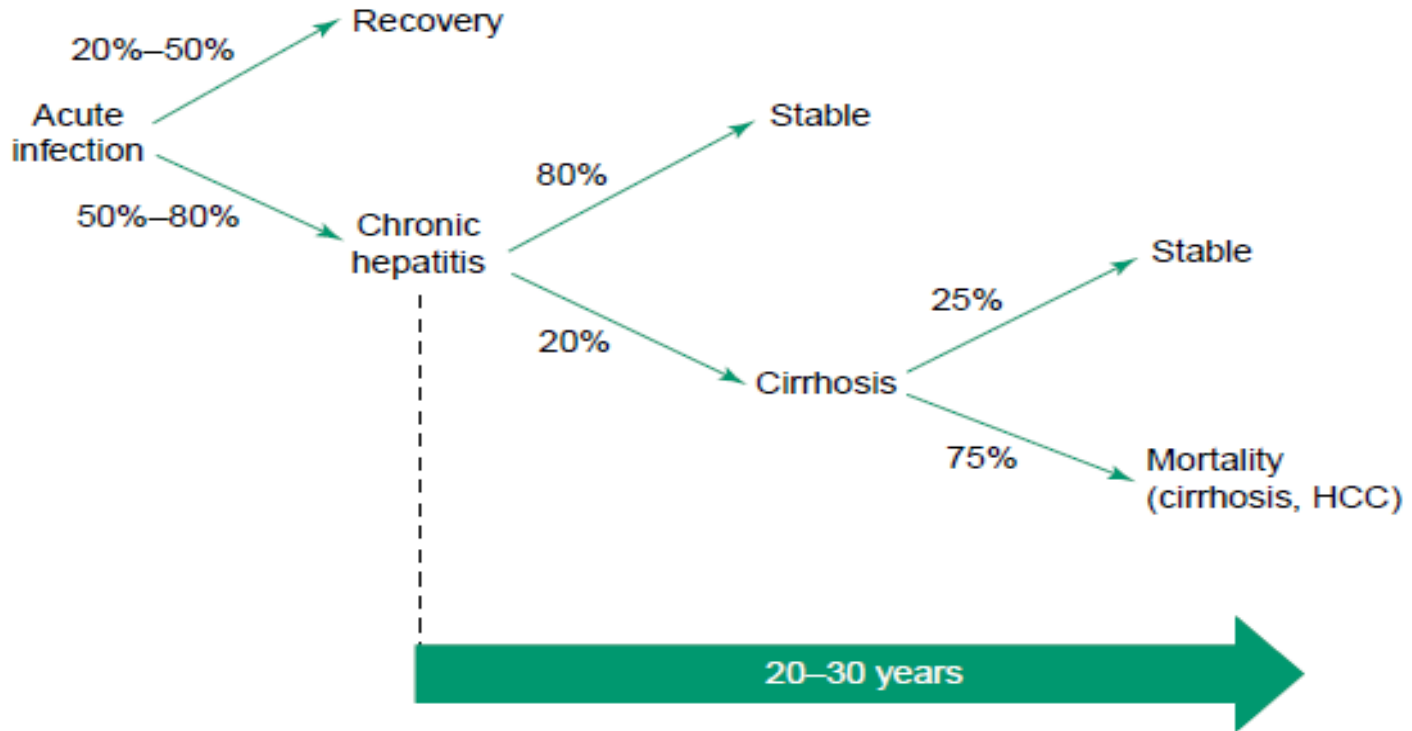 Recovery
20%–50%
Acute
infection
50%–80%
Chronic
hepatitis
80%
Stable
20%
Cirrhosis
25%
Stable
75%
Mortality
(cirrhosis, HCC)
20–30 years